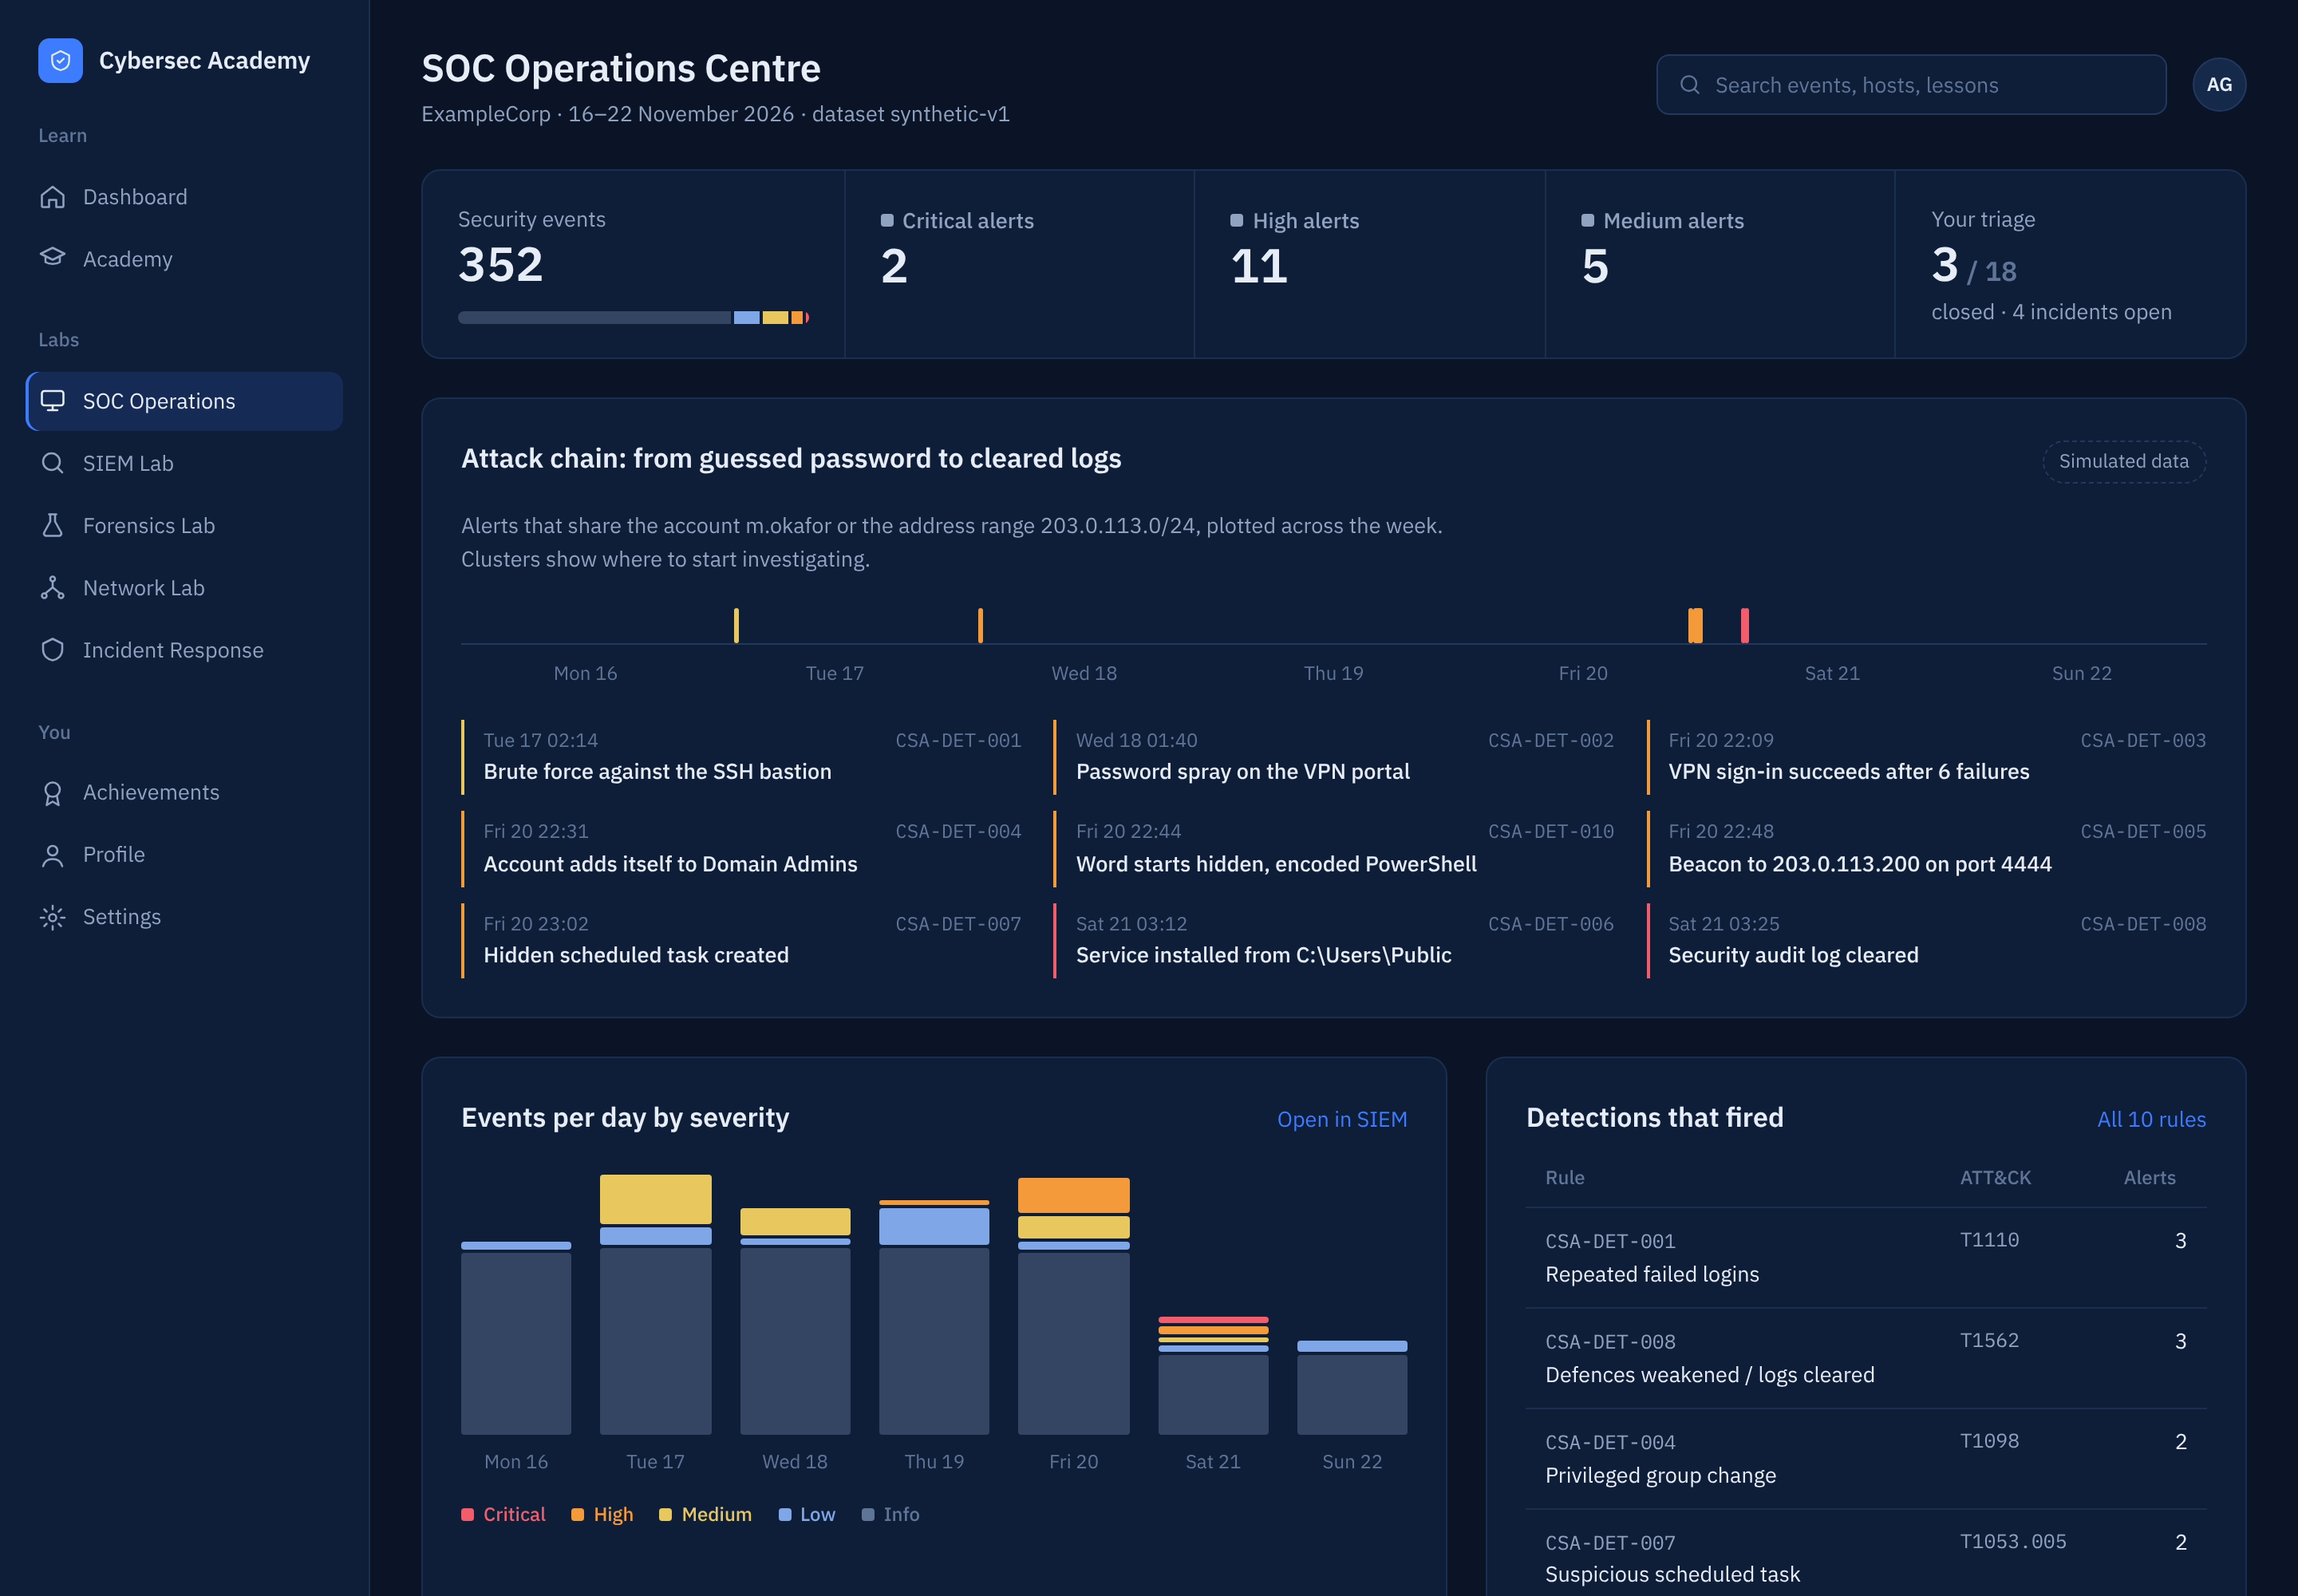 Cybersec Academy
Learn
Dashboard
Academy
Labs
SOC Operations
SIEM Lab
Forensics Lab
Network Lab
Incident Response
You
Achievements
Profile
Settings
SOC Operations Centre
ExampleCorp · 16–22 November 2026 · dataset synthetic-v1
Search events, hosts, lessons
AG
Security events
352
Critical alerts
2
High alerts
11
Medium alerts
5
Your triage
3 / 18
closed · 4 incidents open
Attack chain: from guessed password to cleared logs
Simulated data
Alerts that share the account m.okafor or the address range 203.0.113.0/24, plotted across the week.
Clusters show where to start investigating.
Mon 16 Tue 17 Wed 18 Thu 19 Fri 20 Sat 21 Sun 22
Tue 17 02:14 CSA-DET-001
Brute force against the SSH bastion
Wed 18 01:40 CSA-DET-002
Password spray on the VPN portal
Fri 20 22:09 CSA-DET-003
VPN sign-in succeeds after 6 failures
Fri 20 22:31 CSA-DET-004
Account adds itself to Domain Admins
Fri 20 22:44 CSA-DET-010
Word starts hidden, encoded PowerShell
Fri 20 22:48 CSA-DET-005
Beacon to 203.0.113.200 on port 4444
Fri 20 23:02 CSA-DET-007
Hidden scheduled task created
Sat 21 03:12 CSA-DET-006
Service installed from C:\Users\Public
Sat 21 03:25 CSA-DET-008
Security audit log cleared
Events per day by severity
Open in SIEM
Mon 16 Tue 17 Wed 18 Thu 19 Fri 20 Sat 21 Sun 22
Critical High Medium Low Info
Detections that fired
All 10 rules
Rule ATT&CK Alerts
CSA-DET-001 T1110 3
Repeated failed logins
CSA-DET-008 T1562 3
Defences weakened / logs cleared
CSA-DET-004 T1098 2
Privileged group change
CSA-DET-007 T1053.005 2
Suspicious scheduled task